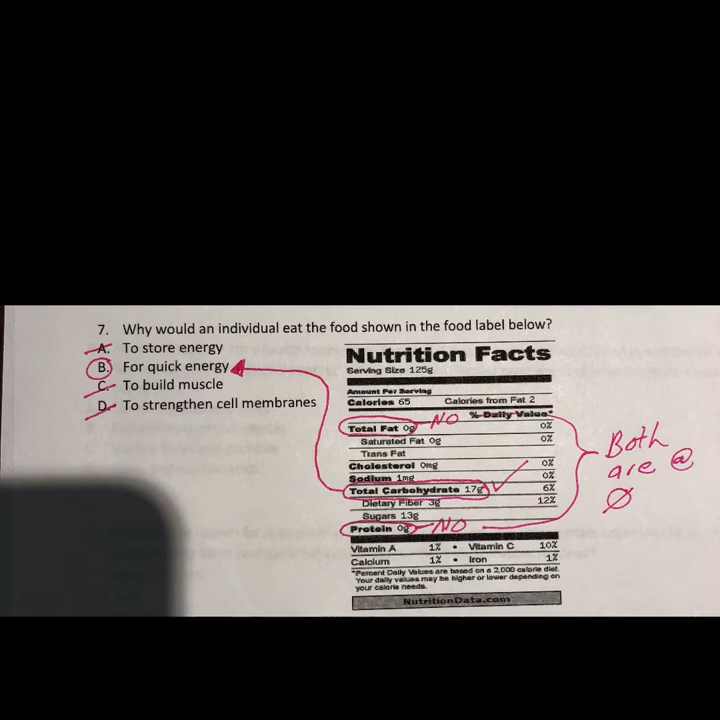 7. Why would an individual eat the food shown in the food label below?
A. To store energy
B. For quick energy
C. To build muscle
D. To strengthen cell membranes
Nutrition Facts
Serving Size 125g
Amount Per Serving
Calories 65 Calories from Fat 2
% Daily Value*
Total Fat 0g NO 0%
Saturated Fat 0g 0%
Trans Fat
Cholesterol 0mg 0%
Sodium 1mg 0%
Total Carbohydrate 17g 6%
Dietary Fiber 3g 12%
Sugars 13g
Protein 0g NO
Both
are @
Ø
Vitamin A 1% • Vitamin C 10%
Calcium 1% • Iron 1%
*Percent Daily Values are based on a 2,000 calorie diet.
Your daily values may be higher or lower depending on
your calorie needs.
NutritionData.com